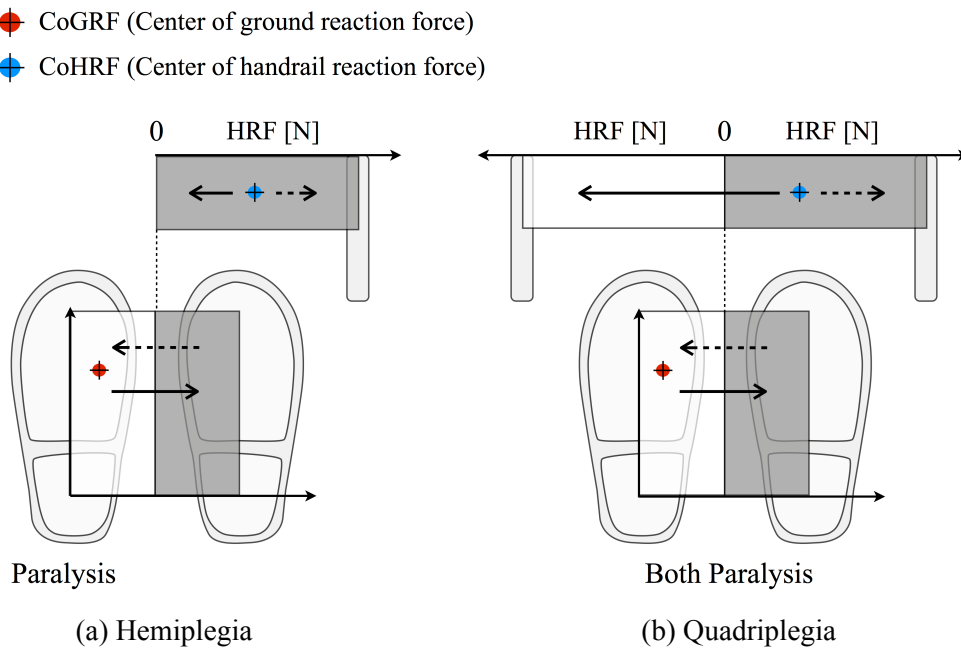 CoGRF (Center of ground reaction force)
CoHRF (Center of handrail reaction force)
0 HRF [N]
HRF [N] 0 HRF [N]
Paralysis
Both Paralysis
(a) Hemiplegia
(b) Quadriplegia